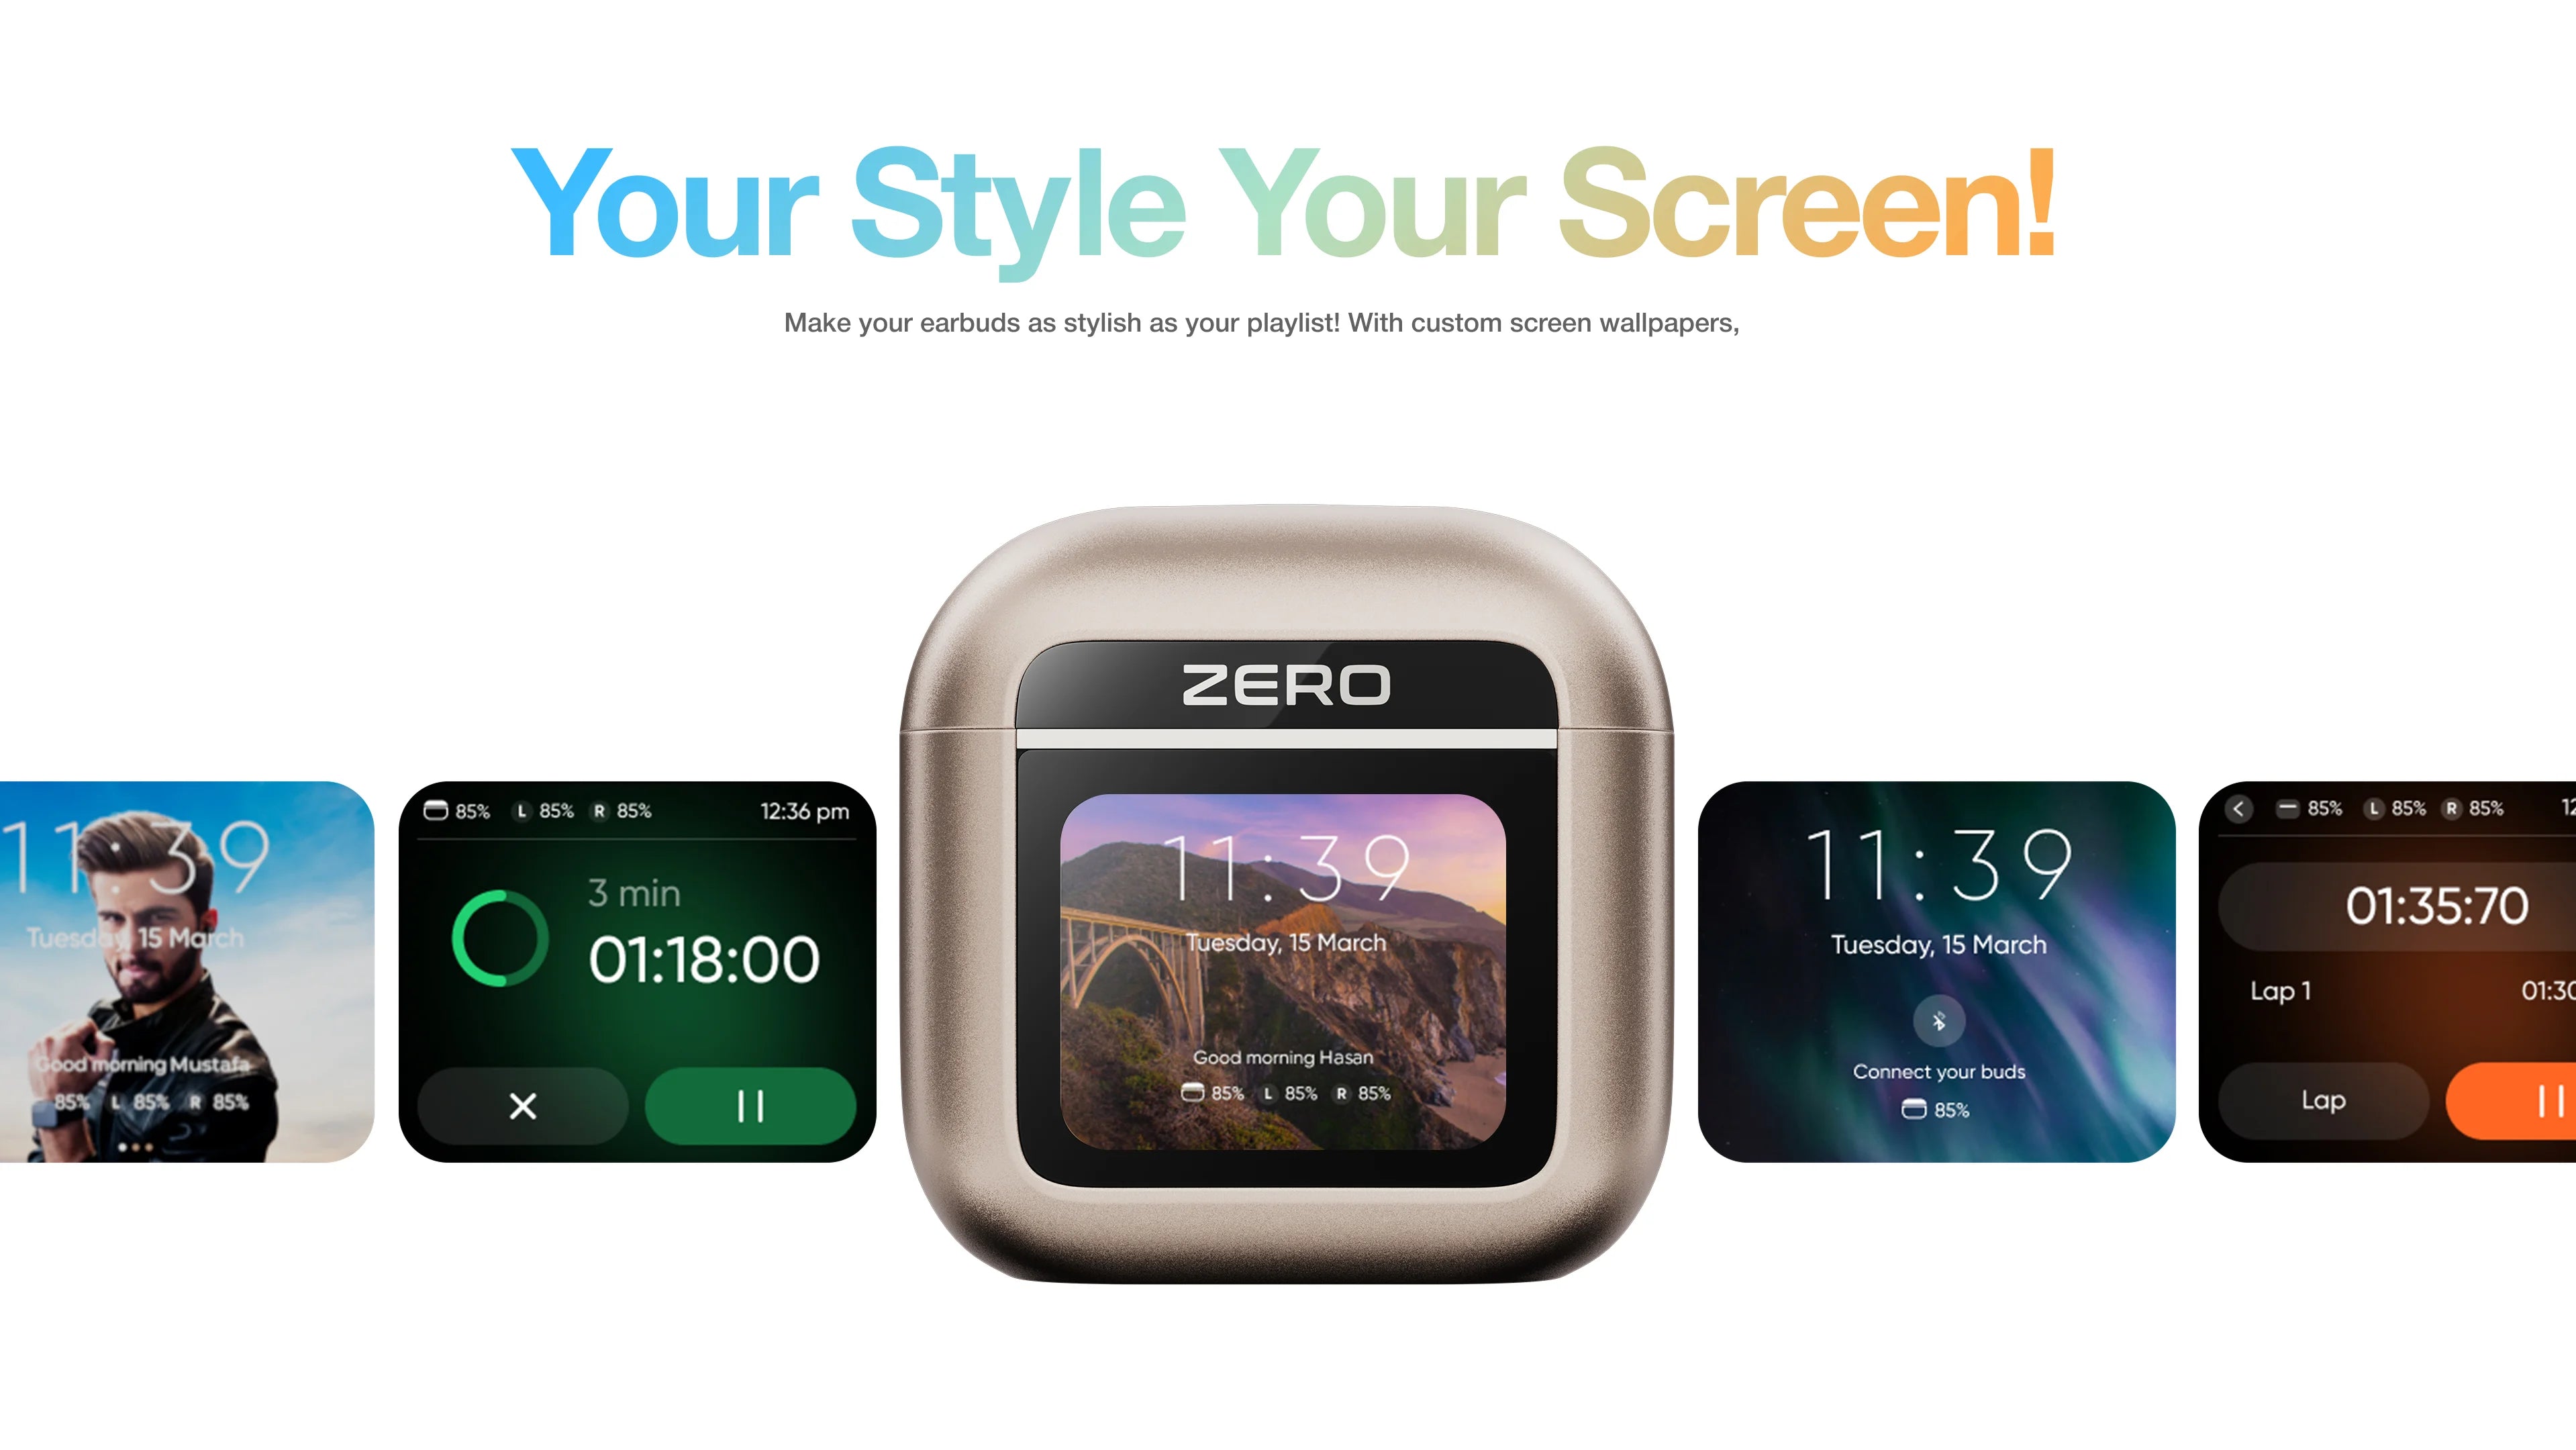 Your Style Your Screen!
Make your earbuds as stylish as your playlist! With custom screen wallpapers,
11:39
Tuesday, 15 March
Good morning Mustafa
85% L 85% R 85%
85% L 85% R 85% 12:36 pm
3 min
01:18:00
ZERO
11:39
Tuesday, 15 March
Good morning Hasan
85% L 85% R 85%
11:39
Tuesday, 15 March
Connect your buds
85%
85% L 85% R 85% 12
01:35:70
Lap 1 01:30
Lap